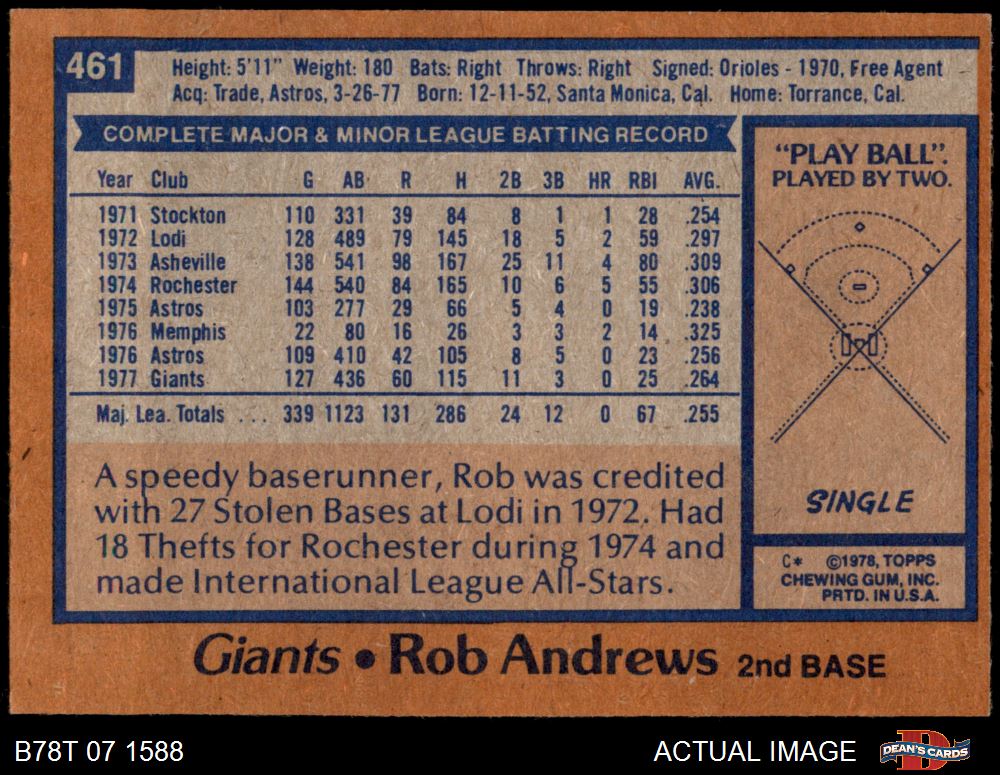 461
Height: 5'11" Weight: 180 Bats: Right Throws: Right Signed: Orioles - 1970, Free Agent
Acq: Trade, Astros, 3-26-77 Born: 12-11-52, Santa Monica, Cal. Home: Torrance, Cal.
COMPLETE MAJOR & MINOR LEAGUE BATTING RECORD
Year Club G AB R H 2B 3B HR RBI AVG.
1971 Stockton 110 331 39 84 8 1 1 28 .254
1972 Lodi 128 489 79 145 18 5 2 59 .297
1973 Asheville 138 541 98 167 25 11 4 80 .309
1974 Rochester 144 540 84 165 10 6 5 55 .306
1975 Astros 103 277 29 66 5 4 0 19 .238
1976 Memphis 22 80 16 26 3 3 2 14 .325
1976 Astros 109 410 42 105 8 5 0 23 .256
1977 Giants 127 436 60 115 11 3 0 25 .264
Maj. Lea. Totals ... 339 1123 131 286 24 12 0 67 .255
A speedy baserunner, Rob was credited
with 27 Stolen Bases at Lodi in 1972. Had
18 Thefts for Rochester during 1974 and
made International League All-Stars.
"PLAY BALL".
PLAYED BY TWO.
SINGLE
C* ©1978, TOPPS
CHEWING GUM, INC.
PRTD. IN U.S.A.
Giants • Rob Andrews 2nd BASE
B78T 07 1588
ACTUAL IMAGE
D
DEAN'S CARDS